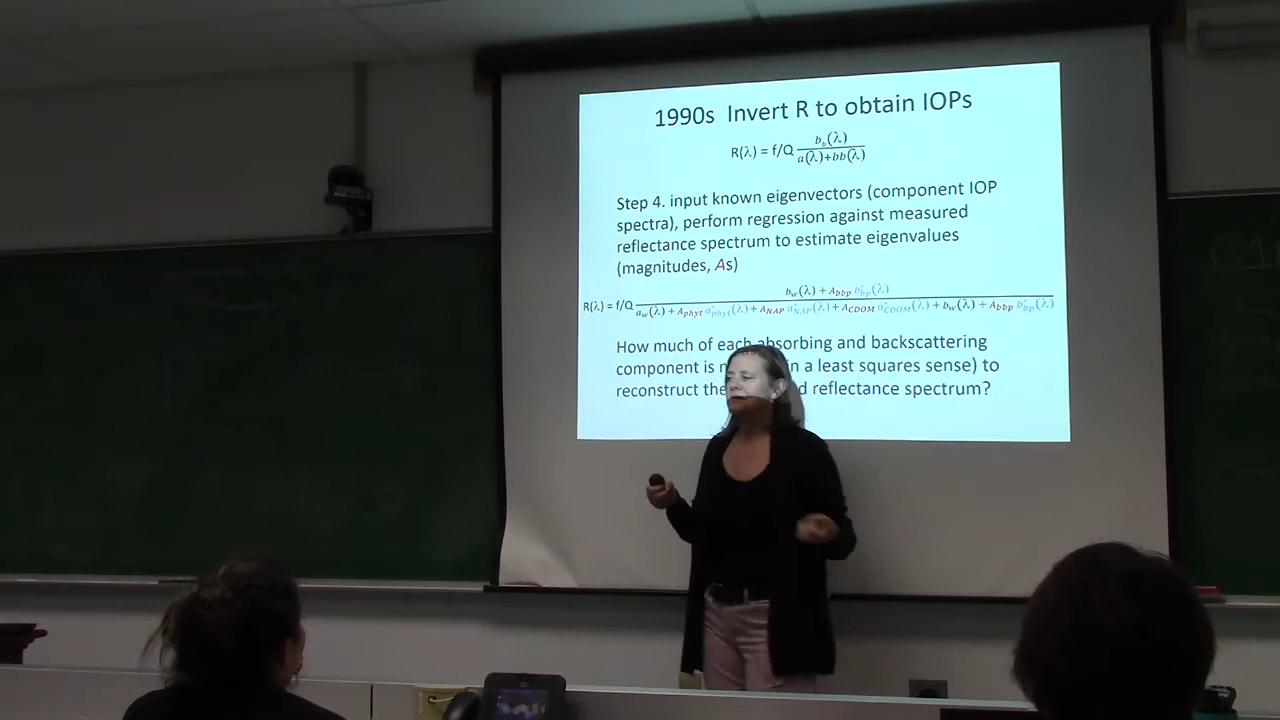 1990s Invert R to obtain IOPs
R(λ) = f/Q b_b(λ) / a(λ)+bb(λ)
Step 4. input known eigenvectors (component IOP
spectra), perform regression against measured
reflectance spectrum to estimate eigenvalues
(magnitudes, As)
R(λ) = f/Q b_w(λ) + A_bbp b*_bp(λ) / a_w(λ) + A_phyt a*_phyt(λ) + A_NAP a*_NAP(λ) + A_CDOM a*_CDOM(λ) + b_w(λ) + A_bbp b*_bp(λ)
How much of each absorbing and backscattering
component is in a least squares sense) to
reconstruct the reflectance spectrum?